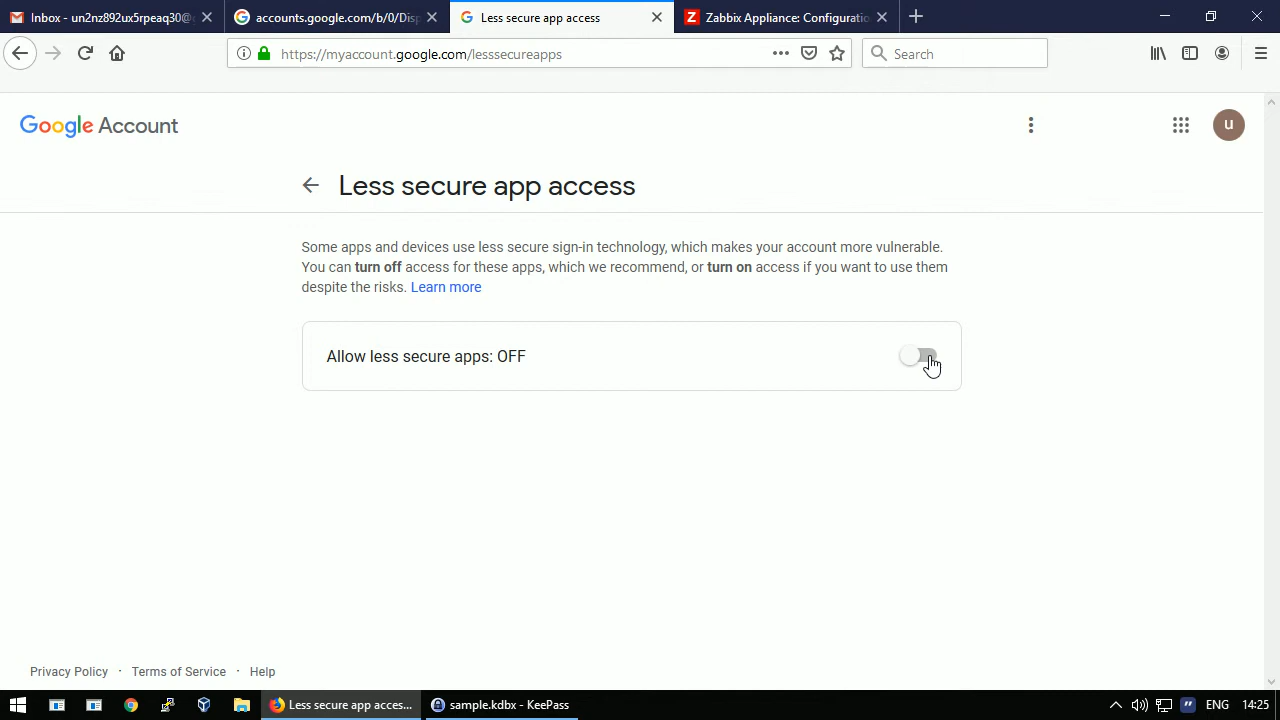 Inbox - un2nz892ux5rpeaq30@
accounts.google.com/b/0/Disp
Less secure app access
Zabbix Appliance: Configuratio
https://myaccount.google.com/lesssecureapps
Search
Google Account
u
Less secure app access
Some apps and devices use less secure sign-in technology, which makes your account more vulnerable.
You can turn off access for these apps, which we recommend, or turn on access if you want to use them
despite the risks. Learn more
Allow less secure apps: OFF
Privacy Policy · Terms of Service · Help
Less secure app acces...
sample.kdbx - KeePass
ENG
14:25